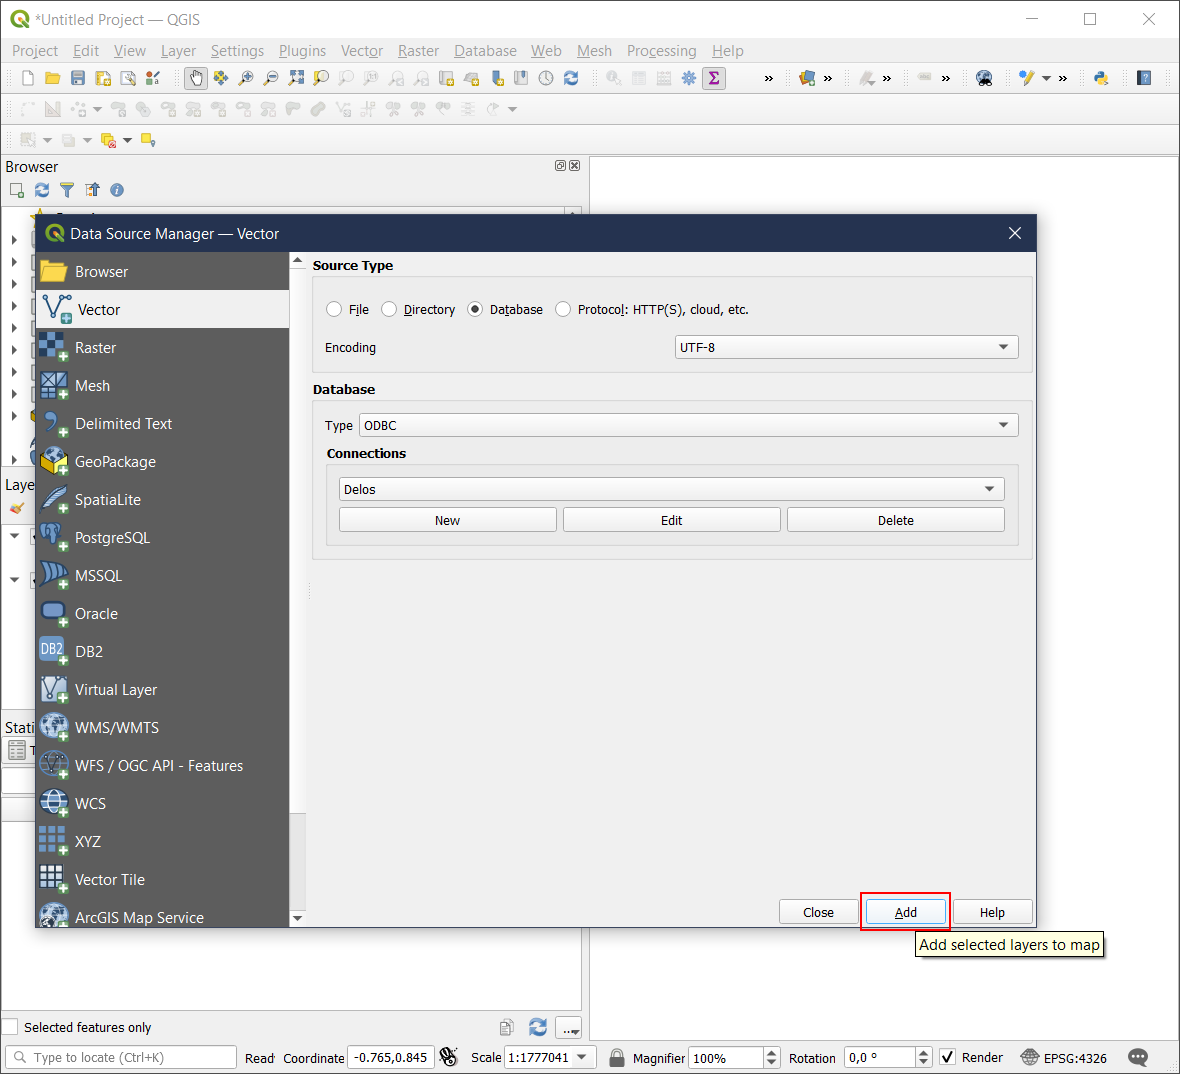 *Untitled Project — QGIS
Project Edit View Layer Settings Plugins Vector Raster Database Web Mesh Processing Help
Browser
Data Source Manager — Vector
Browser
Vector
Raster
Mesh
Delimited Text
GeoPackage
SpatiaLite
PostgreSQL
MSSQL
Oracle
DB2
DB2
Virtual Layer
WMS/WMTS
WFS / OGC API - Features
WCS
XYZ
Vector Tile
ArcGIS Map Service
Source Type
File Directory Database Protocol: HTTP(S), cloud, etc.
Encoding UTF-8
Database
Type ODBC
Connections
Delos
New Edit Delete
Close Add Help
Add selected layers to map
Laye
Stati
T
Selected features only
Type to locate (Ctrl+K) Ready Coordinate -0.765,0.845 Scale 1:1777041 Magnifier 100% Rotation 0,0 ° Render EPSG:4326